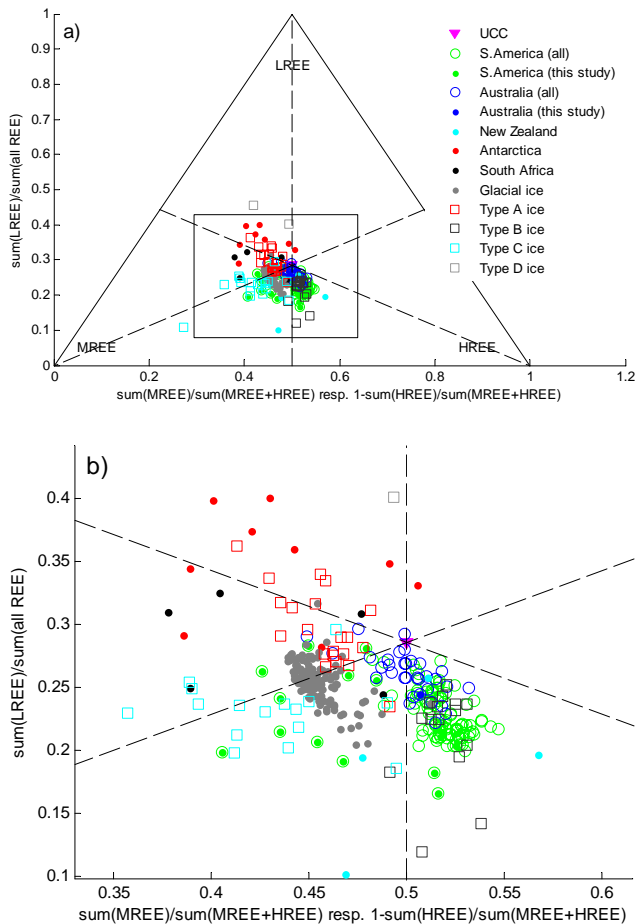 a)
sum(LREE)/sum(all REE)
1
0.9
0.8
0.7
0.6
0.5
0.4
0.3
0.2
0.1
0
LREE
MREE
HREE
UCC
S.America (all)
S.America (this study)
Australia (all)
Australia (this study)
New Zealand
Antarctica
South Africa
Glacial ice
Type A ice
Type B ice
Type C ice
Type D ice
0 0.2 0.4 0.6 0.8 1 1.2
sum(MREE)/sum(MREE+HREE) resp. 1-sum(HREE)/sum(MREE+HREE)
b)
sum(LREE)/sum(all REE)
0.4
0.35
0.3
0.25
0.2
0.15
0.1
0.35 0.4 0.45 0.5 0.55 0.6
sum(MREE)/sum(MREE+HREE) resp. 1-sum(HREE)/sum(MREE+HREE)